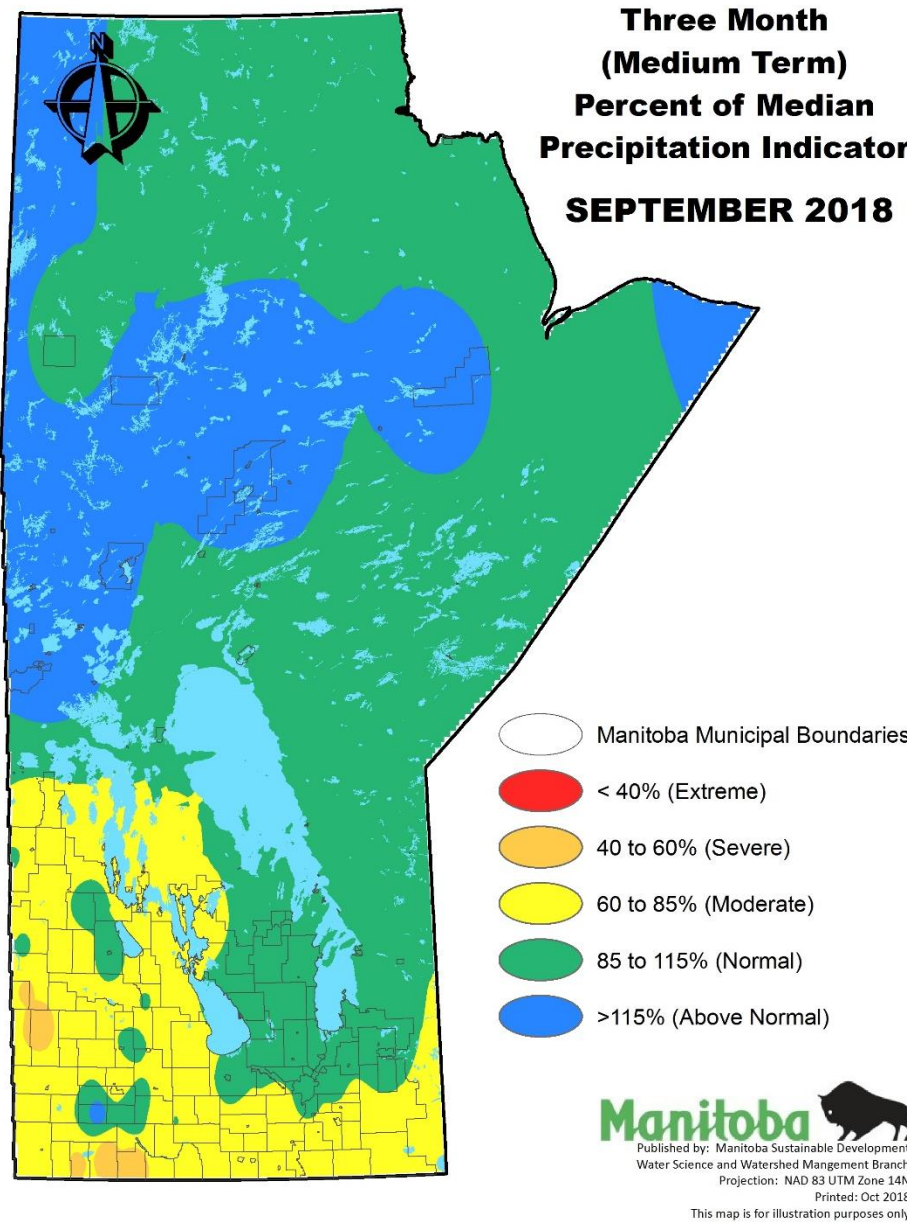 Three Month
(Medium Term)
Percent of Median
Precipitation Indicator
SEPTEMBER 2018
N
Manitoba Municipal Boundaries
< 40% (Extreme)
40 to 60% (Severe)
60 to 85% (Moderate)
85 to 115% (Normal)
>115% (Above Normal)
Manitoba
Published by: Manitoba Sustainable Development
Water Science and Watershed Mangement Branch
Projection: NAD 83 UTM Zone 14N
Printed: Oct 2018
This map is for illustration purposes only